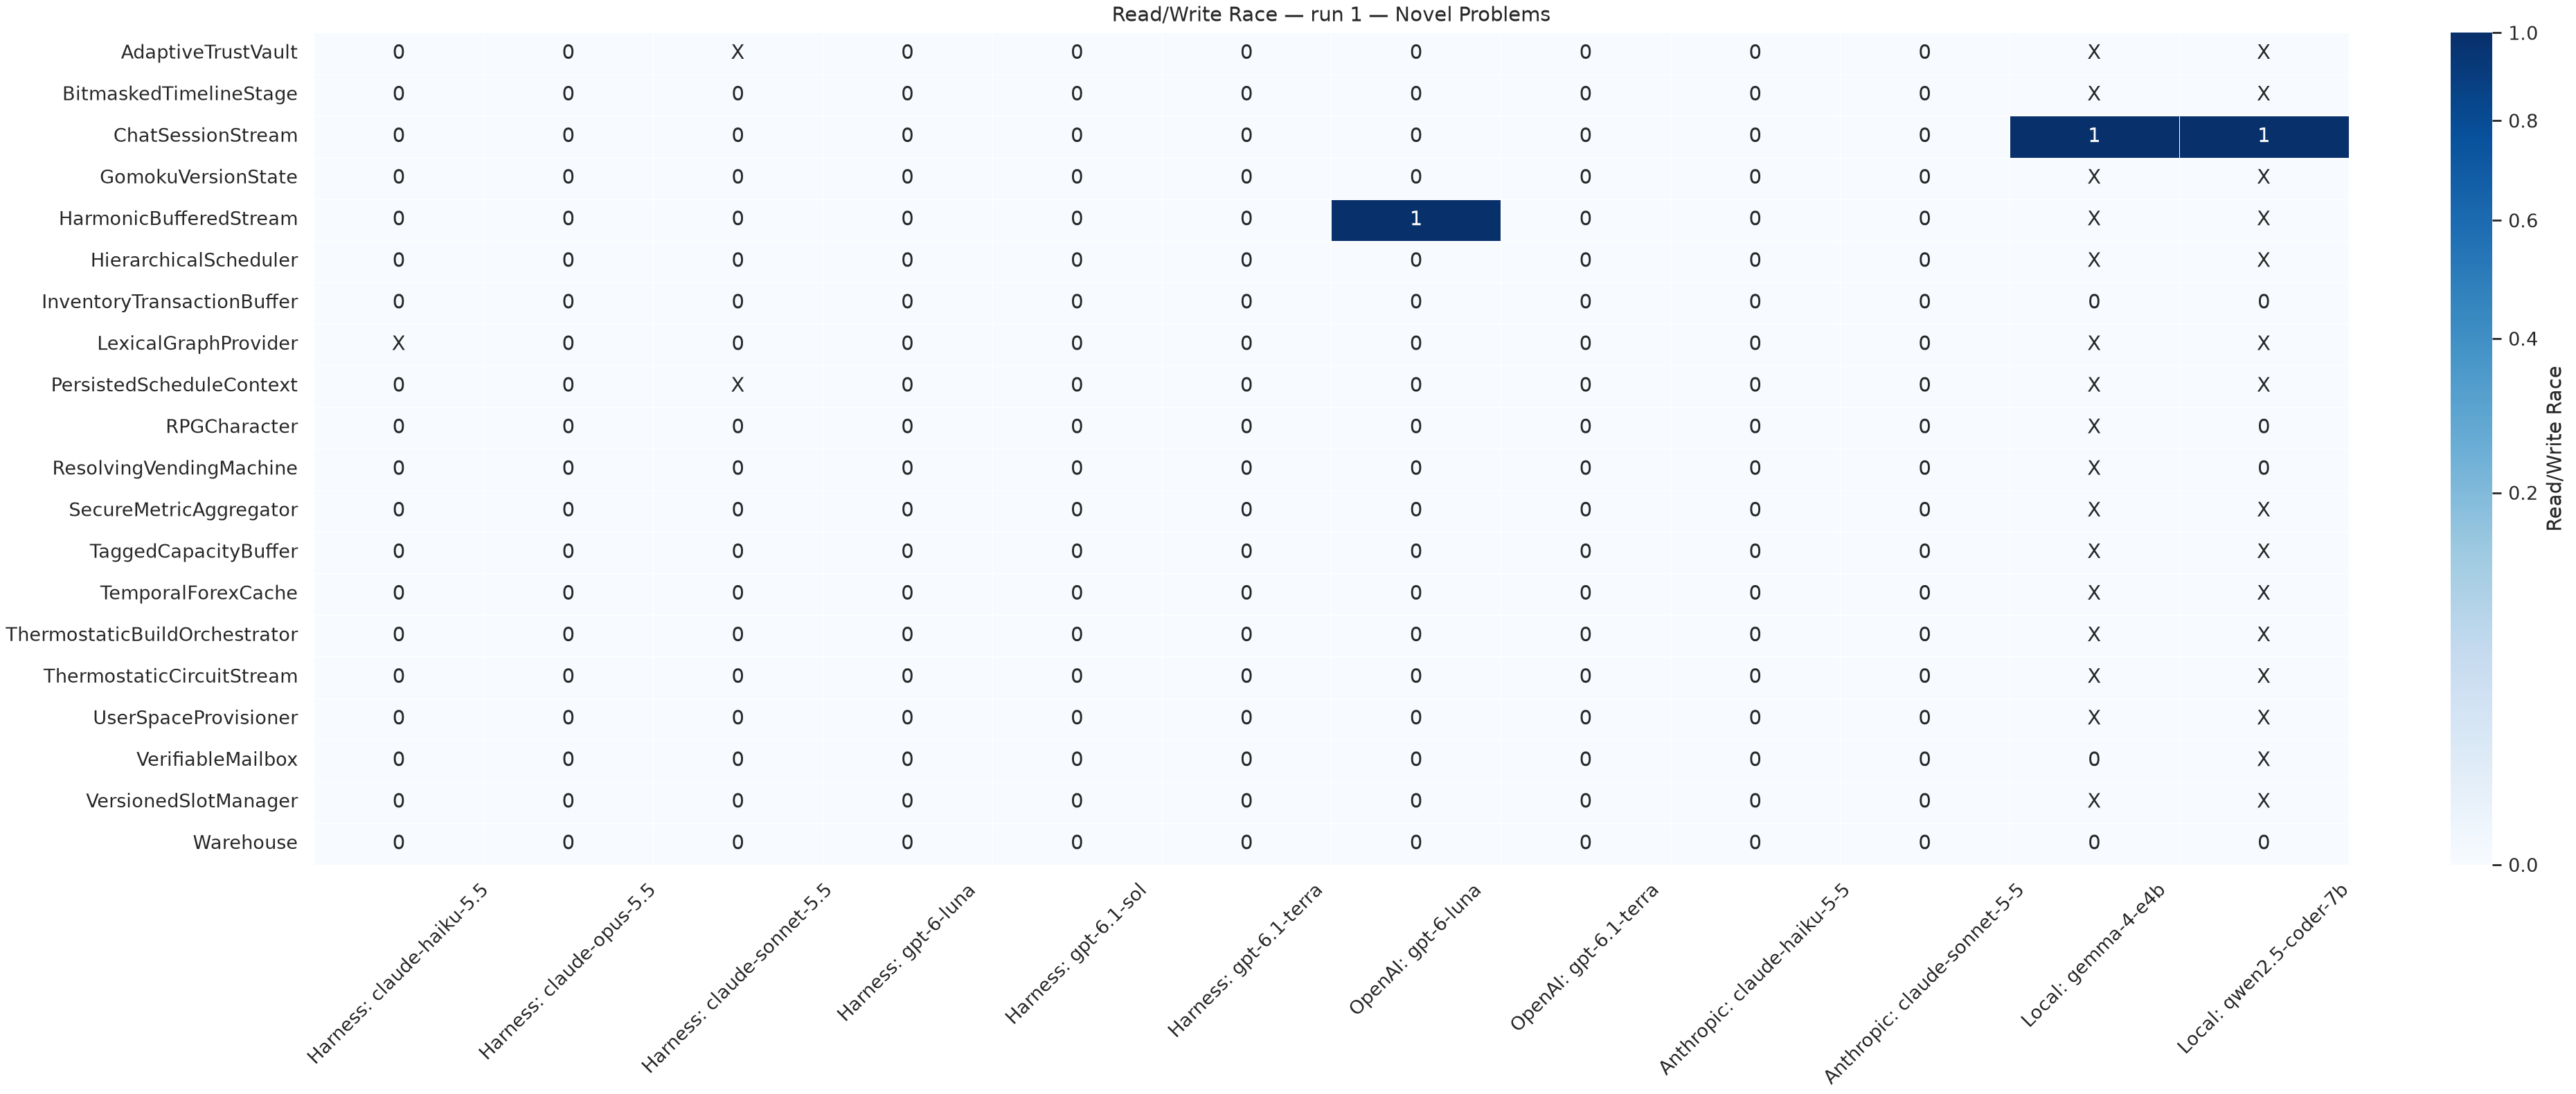 Read/Write Race — run 1 — Novel Problems
AdaptiveTrustVault 0 0 X 0 0 0 0 0 0 0 X X
BitmaskedTimelineStage 0 0 0 0 0 0 0 0 0 0 X X
ChatSessionStream 0 0 0 0 0 0 0 0 0 0 1 1
GomokuVersionState 0 0 0 0 0 0 0 0 0 0 X X
HarmonicBufferedStream 0 0 0 0 0 0 1 0 0 0 X X
HierarchicalScheduler 0 0 0 0 0 0 0 0 0 0 X X
InventoryTransactionBuffer 0 0 0 0 0 0 0 0 0 0 0 0
LexicalGraphProvider X 0 0 0 0 0 0 0 0 0 X X
PersistedScheduleContext 0 0 X 0 0 0 0 0 0 0 X X
RPGCharacter 0 0 0 0 0 0 0 0 0 0 X 0
ResolvingVendingMachine 0 0 0 0 0 0 0 0 0 0 X 0
SecureMetricAggregator 0 0 0 0 0 0 0 0 0 0 X X
TaggedCapacityBuffer 0 0 0 0 0 0 0 0 0 0 X X
TemporalForexCache 0 0 0 0 0 0 0 0 0 0 X X
ThermostaticBuildOrchestrator 0 0 0 0 0 0 0 0 0 0 X X
ThermostaticCircuitStream 0 0 0 0 0 0 0 0 0 0 X X
UserSpaceProvisioner 0 0 0 0 0 0 0 0 0 0 X X
VerifiableMailbox 0 0 0 0 0 0 0 0 0 0 0 X
VersionedSlotManager 0 0 0 0 0 0 0 0 0 0 X X
Warehouse 0 0 0 0 0 0 0 0 0 0 0 0
Harness: claude-haiku-5.5
Harness: claude-opus-5.5
Harness: claude-sonnet-5.5
Harness: gpt-6-luna
Harness: gpt-6.1-sol
Harness: gpt-6.1-terra
OpenAI: gpt-6-luna
OpenAI: gpt-6.1-terra
Anthropic: claude-haiku-5-5
Anthropic: claude-sonnet-5-5
Local: gemma-4-e4b
Local: qwen2.5-coder-7b
1.0
0.8
0.6
0.4
0.2
0.0
Read/Write Race